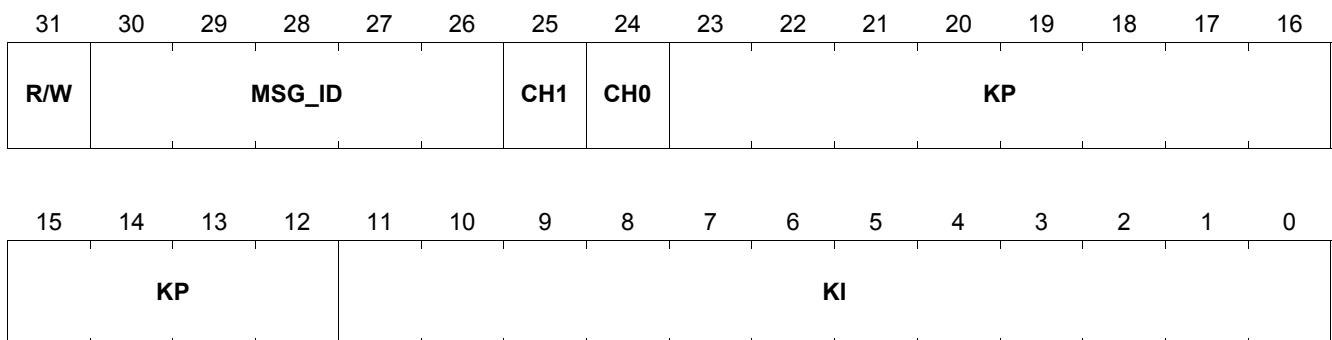 31 30 29 28 27 26 25 24 23 22 21 20 19 18 17 16
R/W MSG_ID CH1 CH0 KP
15 14 13 12 11 10 9 8 7 6 5 4 3 2 1 0
KP KI